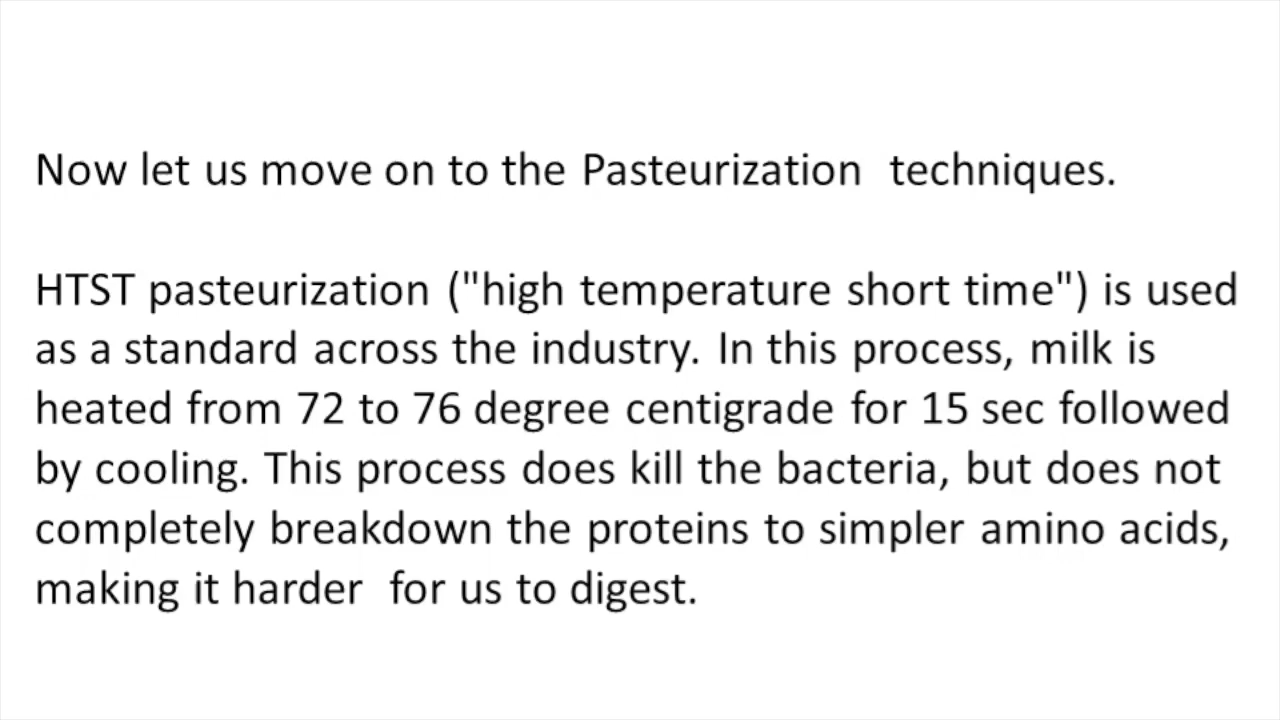 Now let us move on to the Pasteurization  techniques.
HTST pasteurization ("high temperature short time") is used
as a standard across the industry. In this process, milk is
heated from 72 to 76 degree centigrade for 15 sec followed
by cooling. This process does kill the bacteria, but does not
completely breakdown the proteins to simpler amino acids,
making it harder  for us to digest.